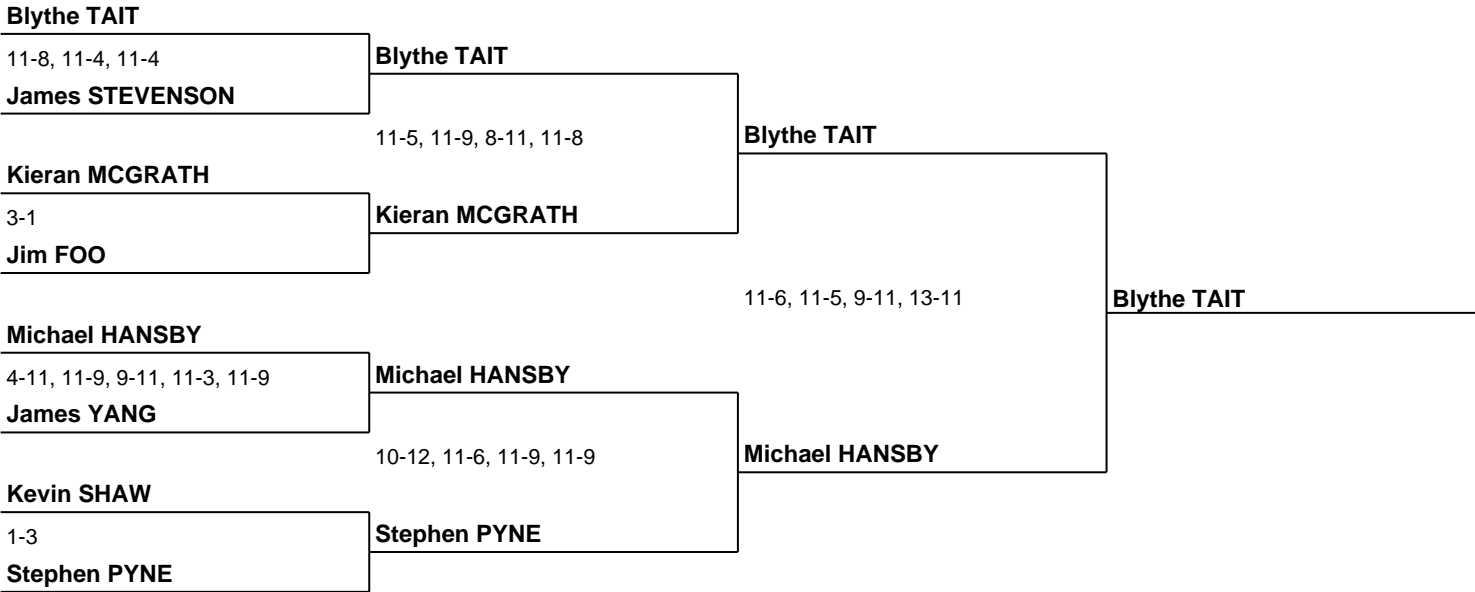 Blythe TAIT
11-8, 11-4, 11-4
James STEVENSON
Kieran MCGRATH
3-1
Jim FOO
Michael HANSBY
4-11, 11-9, 9-11, 11-3, 11-9
James YANG
Kevin SHAW
1-3
Stephen PYNE
Blythe TAIT
11-5, 11-9, 8-11, 11-8
Kieran MCGRATH
Michael HANSBY
10-12, 11-6, 11-9, 11-9
Stephen PYNE
Blythe TAIT
11-6, 11-5, 9-11, 13-11
Michael HANSBY
Blythe TAIT